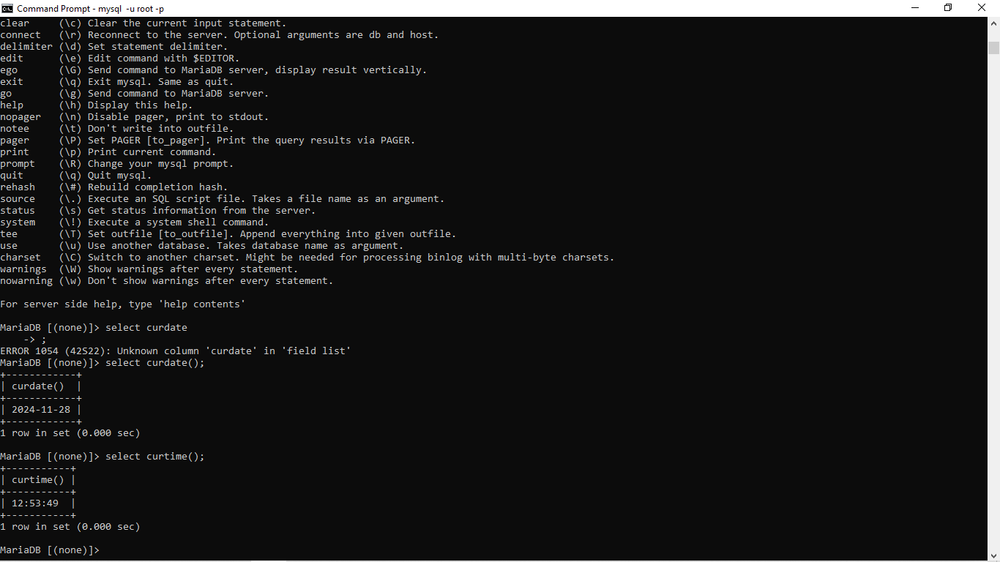 Command Prompt - mysql  -u root -p
clear     (\c) Clear the current input statement.
connect   (\r) Reconnect to the server. Optional arguments are db and host.
delimiter (\d) Set statement delimiter.
edit      (\e) Edit command with $EDITOR.
ego       (\G) Send command to MariaDB server, display result vertically.
exit      (\q) Exit mysql. Same as quit.
go        (\g) Send command to MariaDB server.
help      (\h) Display this help.
nopager   (\n) Disable pager, print to stdout.
notee     (\t) Don't write into outfile.
pager     (\P) Set PAGER [to_pager]. Print the query results via PAGER.
print     (\p) Print current command.
prompt    (\R) Change your mysql prompt.
quit      (\q) Quit mysql.
rehash    (\#) Rebuild completion hash.
source    (\.) Execute an SQL script file. Takes a file name as an argument.
status    (\s) Get status information from the server.
system    (\!) Execute a system shell command.
tee       (\T) Set outfile [to_outfile]. Append everything into given outfile.
use       (\u) Use another database. Takes database name as argument.
charset   (\C) Switch to another charset. Might be needed for processing binlog with multi-byte charsets.
warnings  (\W) Show warnings after every statement.
nowarning (\w) Don't show warnings after every statement.
For server side help, type 'help contents'
MariaDB [(none)]> select curdate
    -> ;
ERROR 1054 (42S22): Unknown column 'curdate' in 'field list'
MariaDB [(none)]> select curdate();
+------------+
| curdate()  |
+------------+
| 2024-11-28 |
+------------+
1 row in set (0.000 sec)
MariaDB [(none)]> select curtime();
+-----------+
| curtime() |
+-----------+
| 12:53:49  |
+-----------+
1 row in set (0.000 sec)
MariaDB [(none)]>